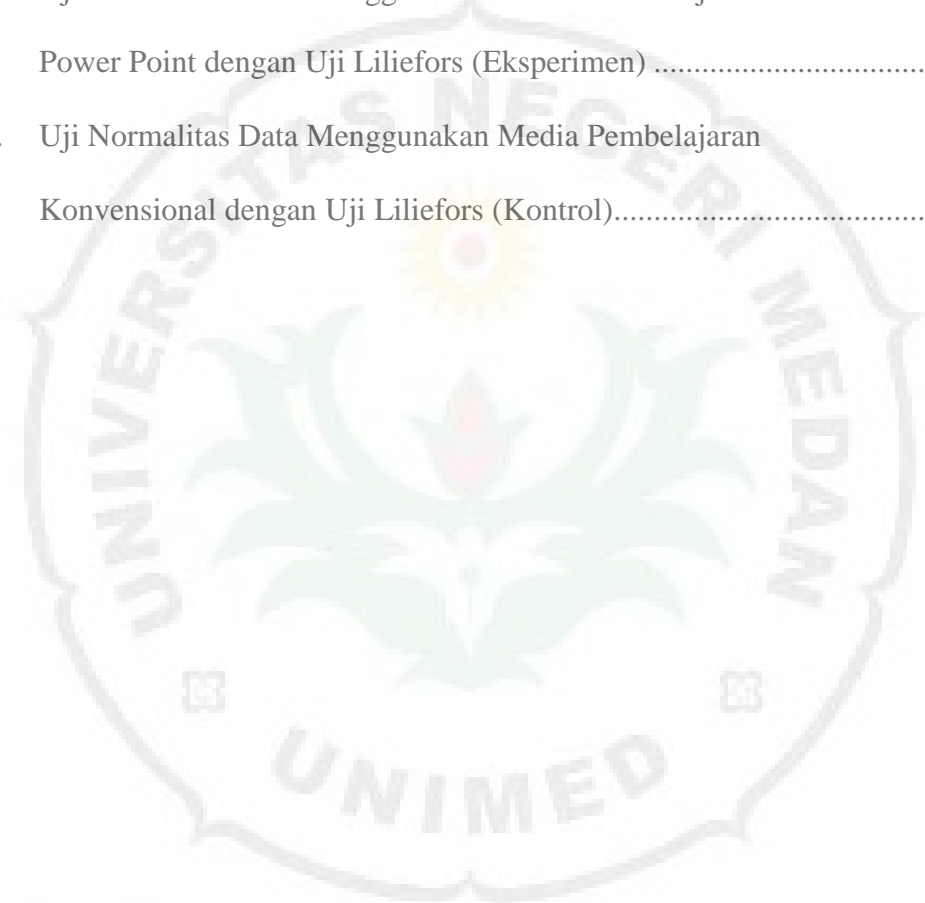 Power Point dengan Uji Liliefors (Eksperimen) ..................................
. Uji Normalitas Data Menggunakan Media Pembelajaran
Konvensional dengan Uji Liliefors (Kontrol).......................................
UNIVERSITAS NEGERI MEDAN
UNIMED